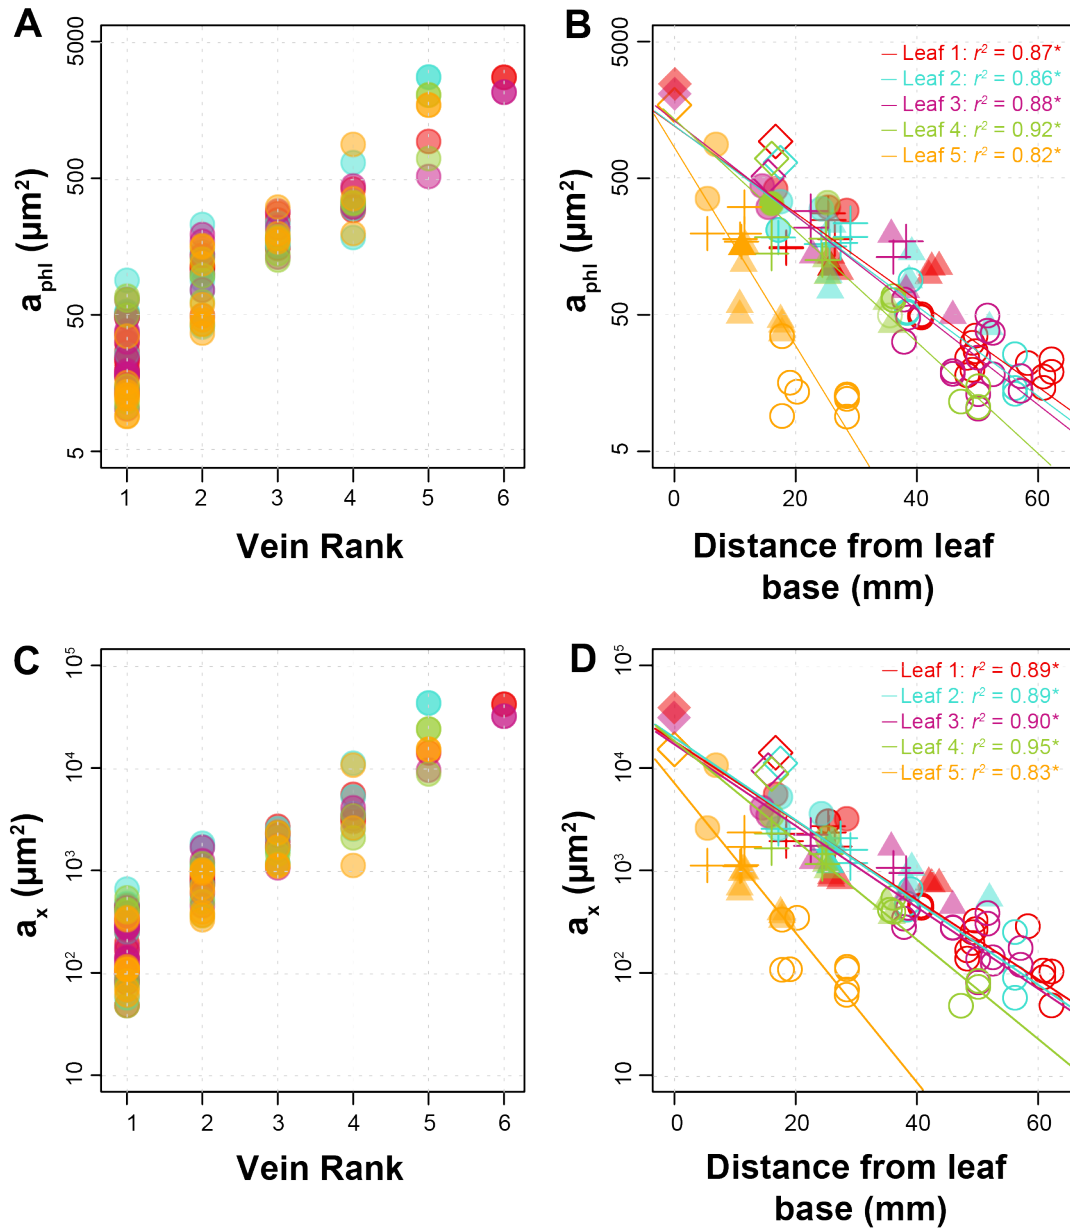 A
5000
500
50
5
aphl (µm²)
1 2 3 4 5 6
Vein Rank
B
5000
500
50
5
aphl (µm²)
Leaf 1: r² = 0.87*
Leaf 2: r² = 0.86*
Leaf 3: r² = 0.88*
Leaf 4: r² = 0.92*
Leaf 5: r² = 0.82*
0 20 40 60
Distance from leaf
base (mm)
C
10⁵
10⁴
10³
10²
10
ax (µm²)
1 2 3 4 5 6
Vein Rank
D
10⁵
10⁴
10³
10²
10
ax (µm²)
Leaf 1: r² = 0.89*
Leaf 2: r² = 0.89*
Leaf 3: r² = 0.90*
Leaf 4: r² = 0.95*
Leaf 5: r² = 0.83*
0 20 40 60
Distance from leaf
base (mm)